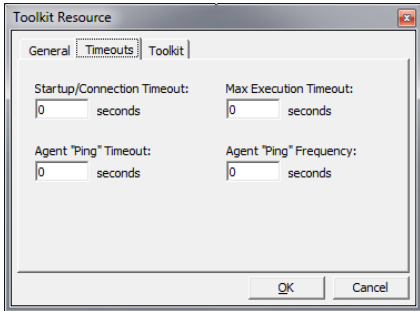 Toolkit Resource
General Timeouts Toolkit
Startup/Connection Timeout: Max Execution Timeout:
0 seconds 0 seconds
Agent "Ping" Timeout: Agent "Ping" Frequency:
0 seconds 0 seconds
OK Cancel